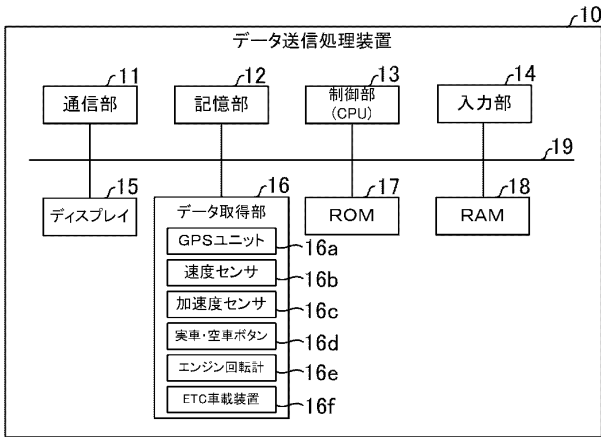 10
データ送信処理装置
11
通信部
12
記憶部
13
制御部
(CPU)
14
入力部
19
15
ディスプレイ
16
データ取得部
GPSユニット
16a
速度センサ
16b
加速度センサ
16c
実車・空車ボタン
16d
エンジン回転計
16e
ETC車載装置
16f
17
ROM
18
RAM